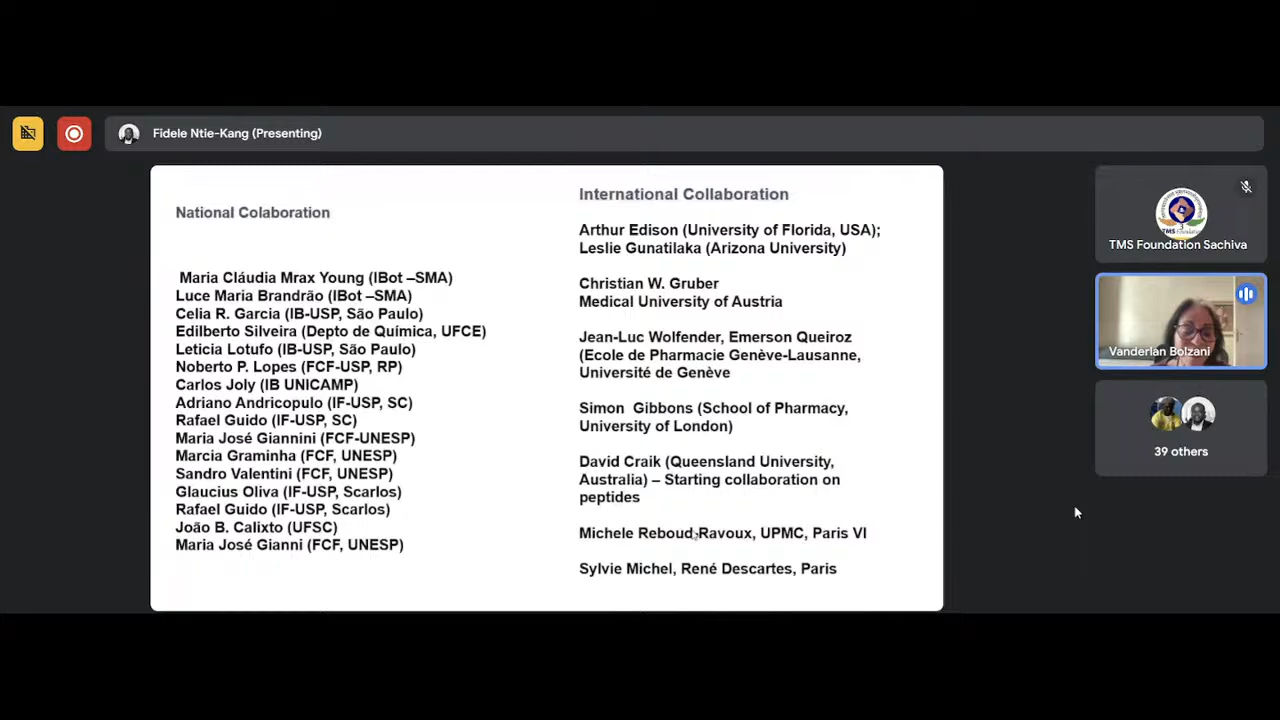 Fidele Ntie-Kang (Presenting)
National Colaboration
Maria Cláudia Mrax Young (IBot –SMA)
Luce Maria Brandrão (IBot –SMA)
Celia R. Garcia (IB-USP, São Paulo)
Edilberto Silveira (Depto de Química, UFCE)
Leticia Lotufo (IB-USP, São Paulo)
Noberto P. Lopes (FCF-USP, RP)
Carlos Joly (IB UNICAMP)
Adriano Andricopulo (IF-USP, SC)
Rafael Guido (IF-USP, SC)
Maria José Giannini (FCF-UNESP)
Marcia Graminha (FCF, UNESP)
Sandro Valentini (FCF, UNESP)
Glaucius Oliva (IF-USP, Scarlos)
Rafael Guido (IF-USP, Scarlos)
João B. Calixto (UFSC)
Maria José Gianni (FCF, UNESP)
International Collaboration
Arthur Edison (University of Florida, USA);
Leslie Gunatilaka (Arizona University)
Christian W. Gruber
Medical University of Austria
Jean-Luc Wolfender, Emerson Queiroz
(Ecole de Pharmacie Genève-Lausanne,
Université de Genève
Simon Gibbons (School of Pharmacy,
University of London)
David Craik (Queensland University,
Australia) – Starting collaboration on
peptides
Michele Reboud-Ravoux, UPMC, Paris VI
Sylvie Michel, René Descartes, Paris
TMS Foundation
TMS Foundation Sachiva
Vanderlan Bolzani
39 others